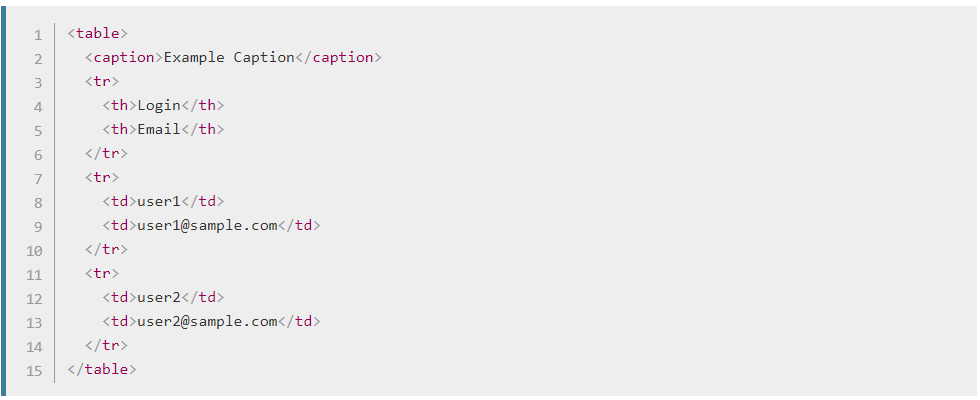 1 <table>
2   <caption>Example Caption</caption>
3   <tr>
4     <th>Login</th>
5     <th>Email</th>
6   </tr>
7   <tr>
8     <td>user1</td>
9     <td>user1@sample.com</td>
10   </tr>
11   <tr>
12     <td>user2</td>
13     <td>user2@sample.com</td>
14   </tr>
15 </table>